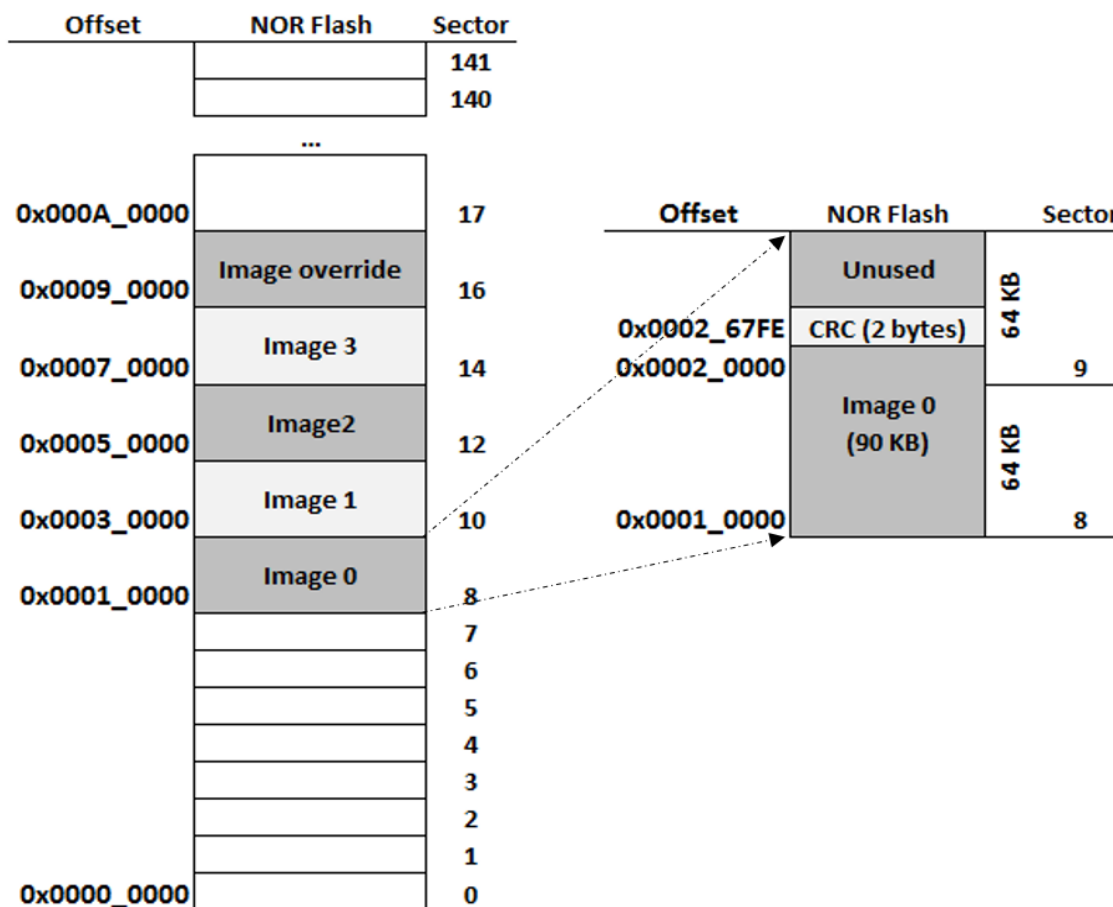 Offset NOR Flash Sector
141
140
...
0x000A_0000 17
Image override
0x0009_0000 16
Image 3
0x0007_0000 14
Image2
0x0005_0000 12
Image 1
0x0003_0000 10
Image 0
0x0001_0000 8
7
6
5
4
3
2
1
0x0000_0000 0
Offset NOR Flash Sector
Unused
64 KB
0x0002_67FE CRC (2 bytes)
0x0002_0000 9
Image 0
(90 KB)
64 KB
0x0001_0000 8